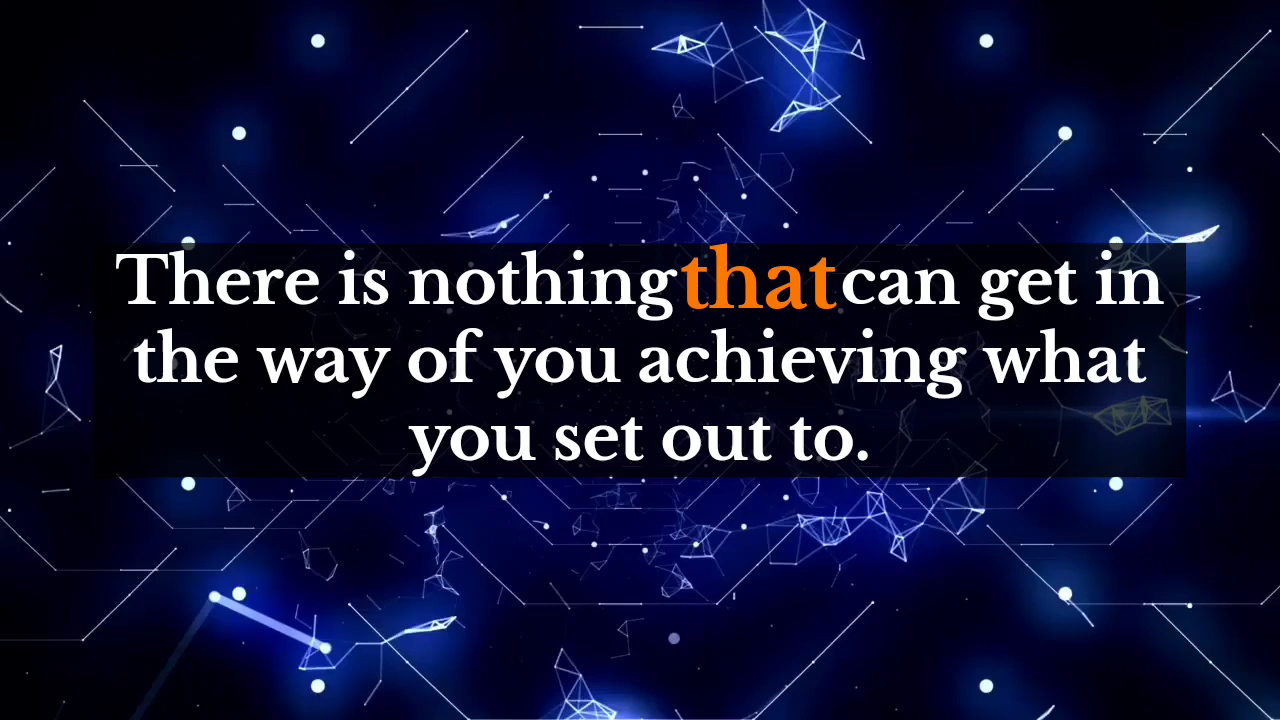 There is nothing that can get in
the way of you achieving what
you set out to.